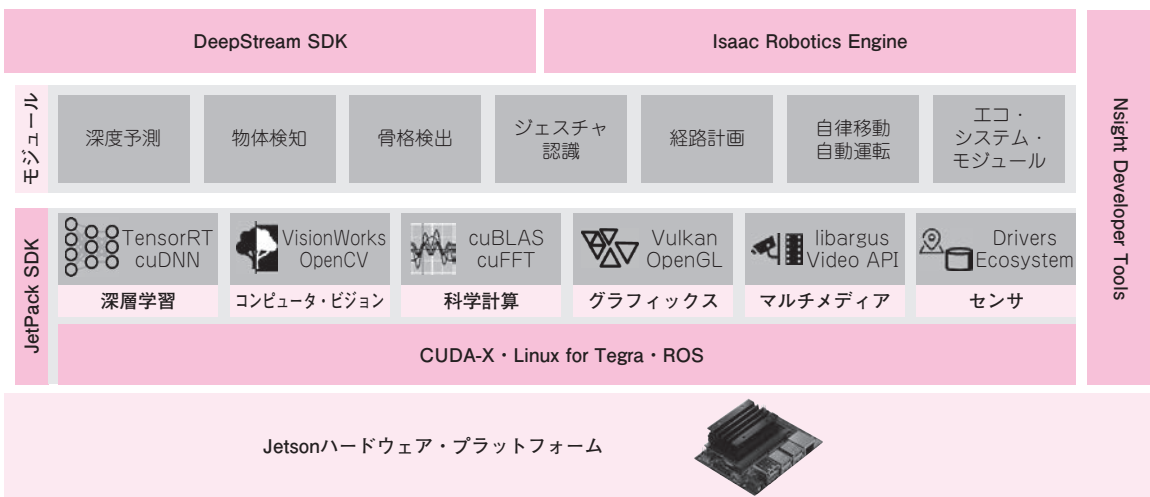 DeepStream SDK
Isaac Robotics Engine
Nsight Developer Tools
モジュール
深度予測
物体検知
骨格検出
ジェスチャ
認識
経路計画
自律移動
自動運転
エコ・
システム・
モジュール
JetPack SDK
TensorRT
cuDNN
深層学習
VisionWorks
OpenCV
コンピュータ・ビジョン
cuBLAS
cuFFT
科学計算
Vulkan
OpenGL
グラフィックス
libargus
Video API
マルチメディア
Drivers
Ecosystem
センサ
CUDA-X・Linux for Tegra・ROS
Jetsonハードウェア・プラットフォーム